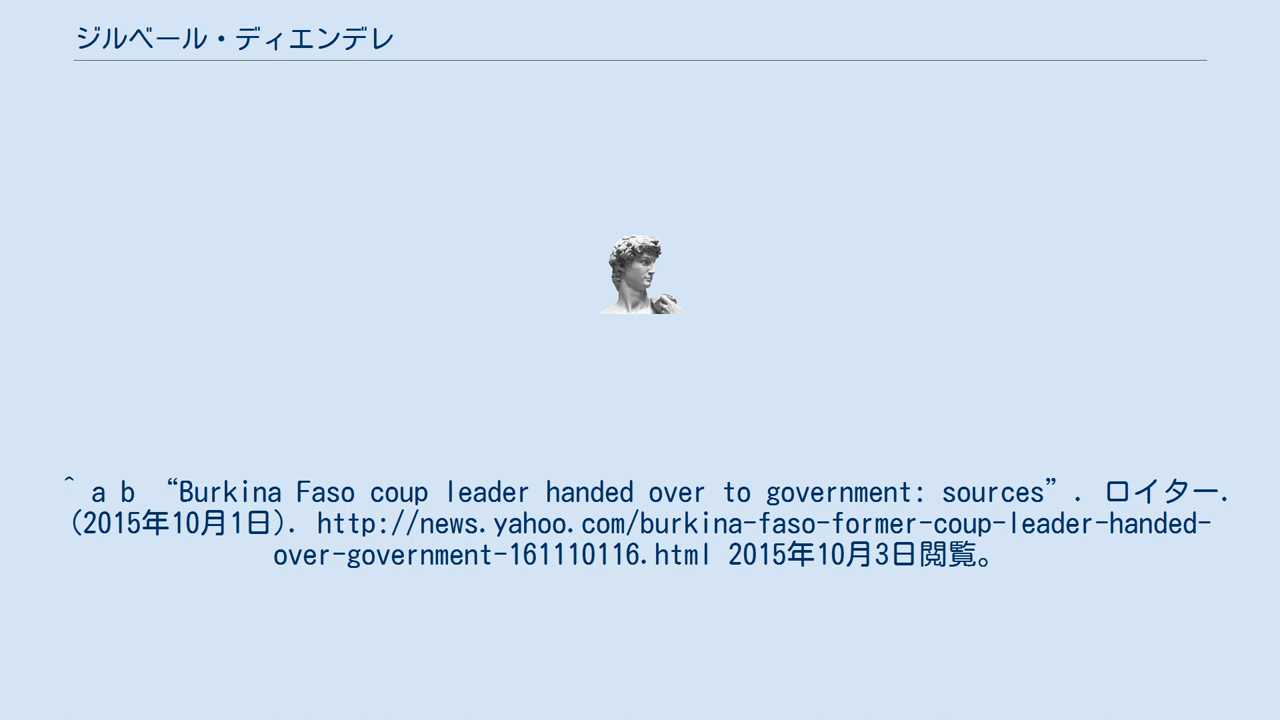 ジルベール・ディエンデレ
^ a b “Burkina Faso coup leader handed over to government: sources”. ロイター.
(2015年10月1日). http://news.yahoo.com/burkina-faso-former-coup-leader-handed-
over-government-161110116.html 2015年10月3日閲覧。